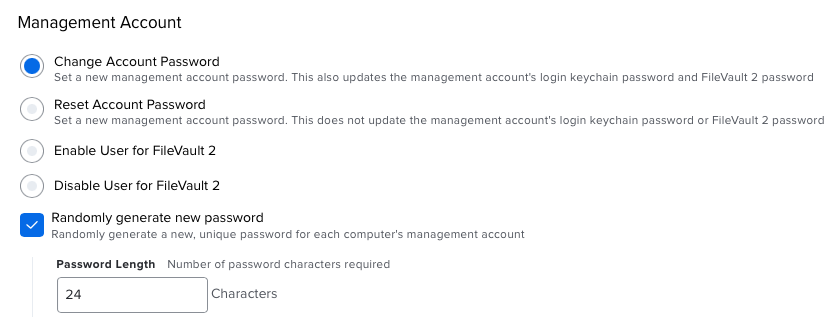 Management Account
Change Account Password
Set a new management account password. This also updates the management account's login keychain password and FileVault 2 password
Reset Account Password
Set a new management account password. This does not update the management account's login keychain password or FileVault 2 password
Enable User for FileVault 2
Disable User for FileVault 2
Randomly generate new password
Randomly generate a new, unique password for each computer's management account
Password Length Number of password characters required
24 Characters